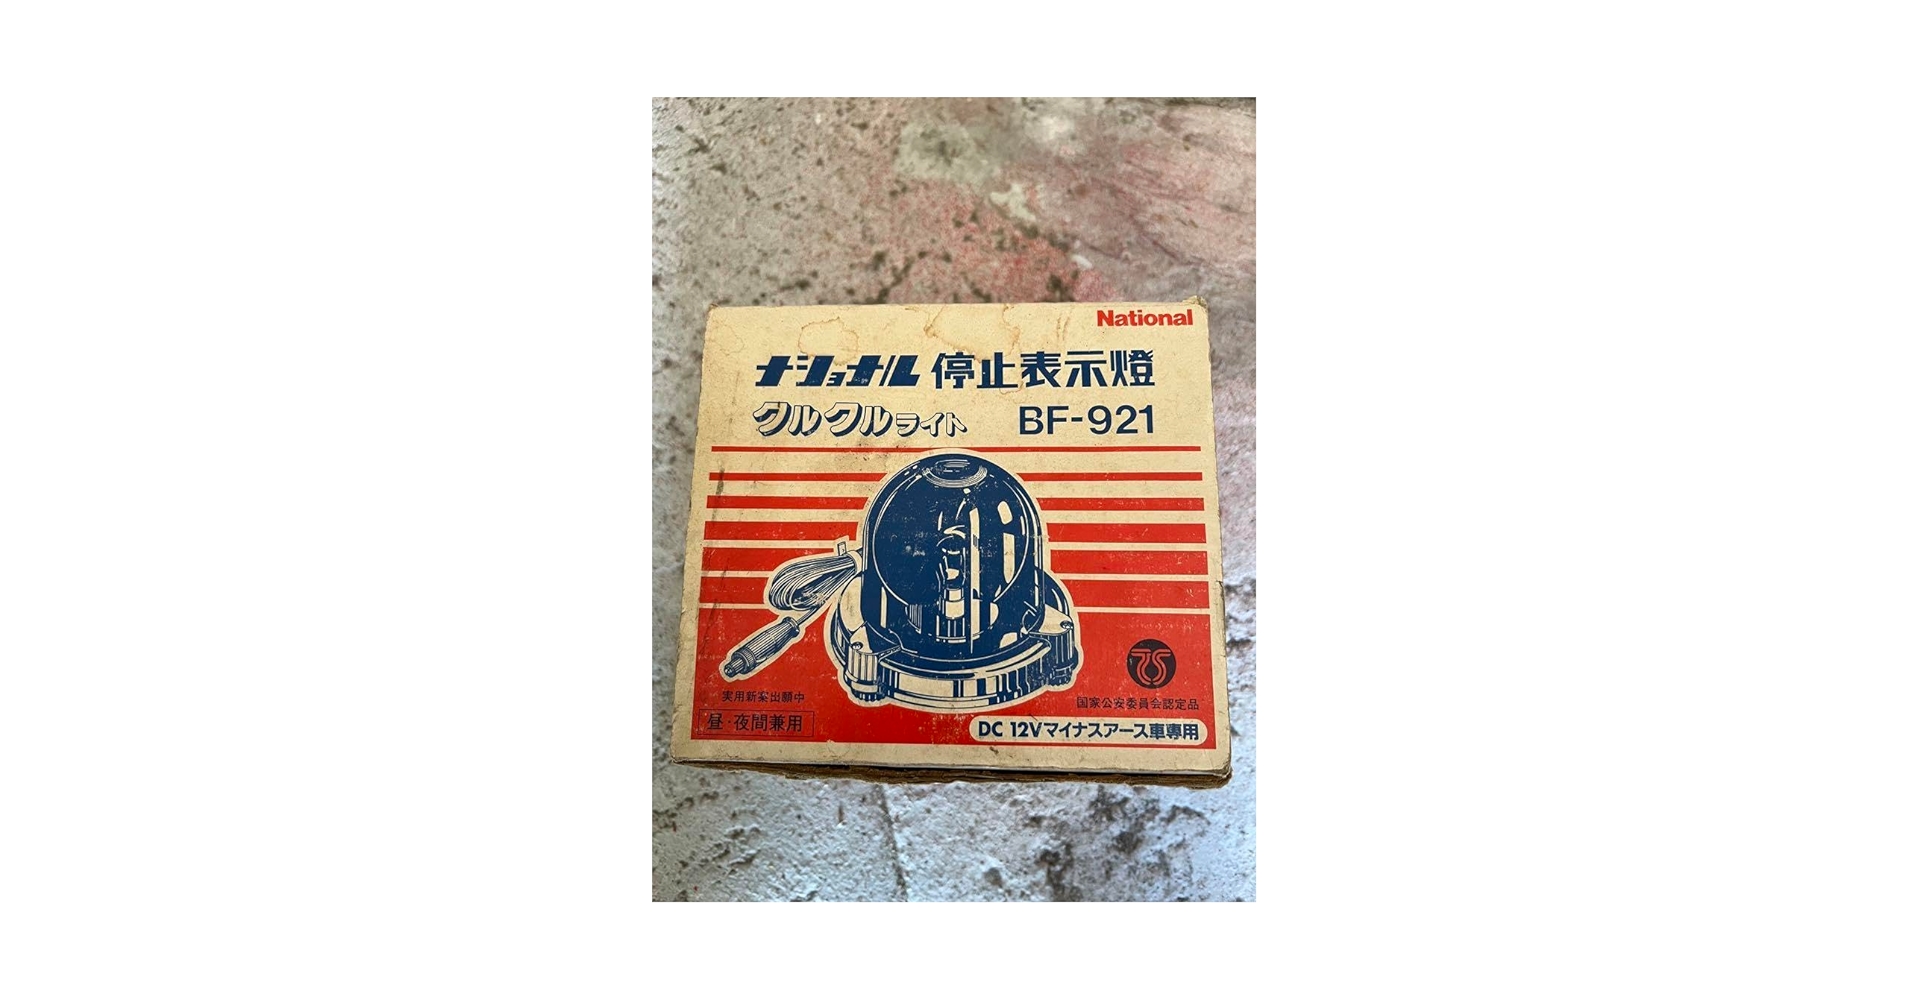 National
ナショナル 停止表示燈
クルクルライト BF-921
実用新案出願中
昼·夜間兼用
国家公安委員会認定品
DC 12Vマイナスアース車専用